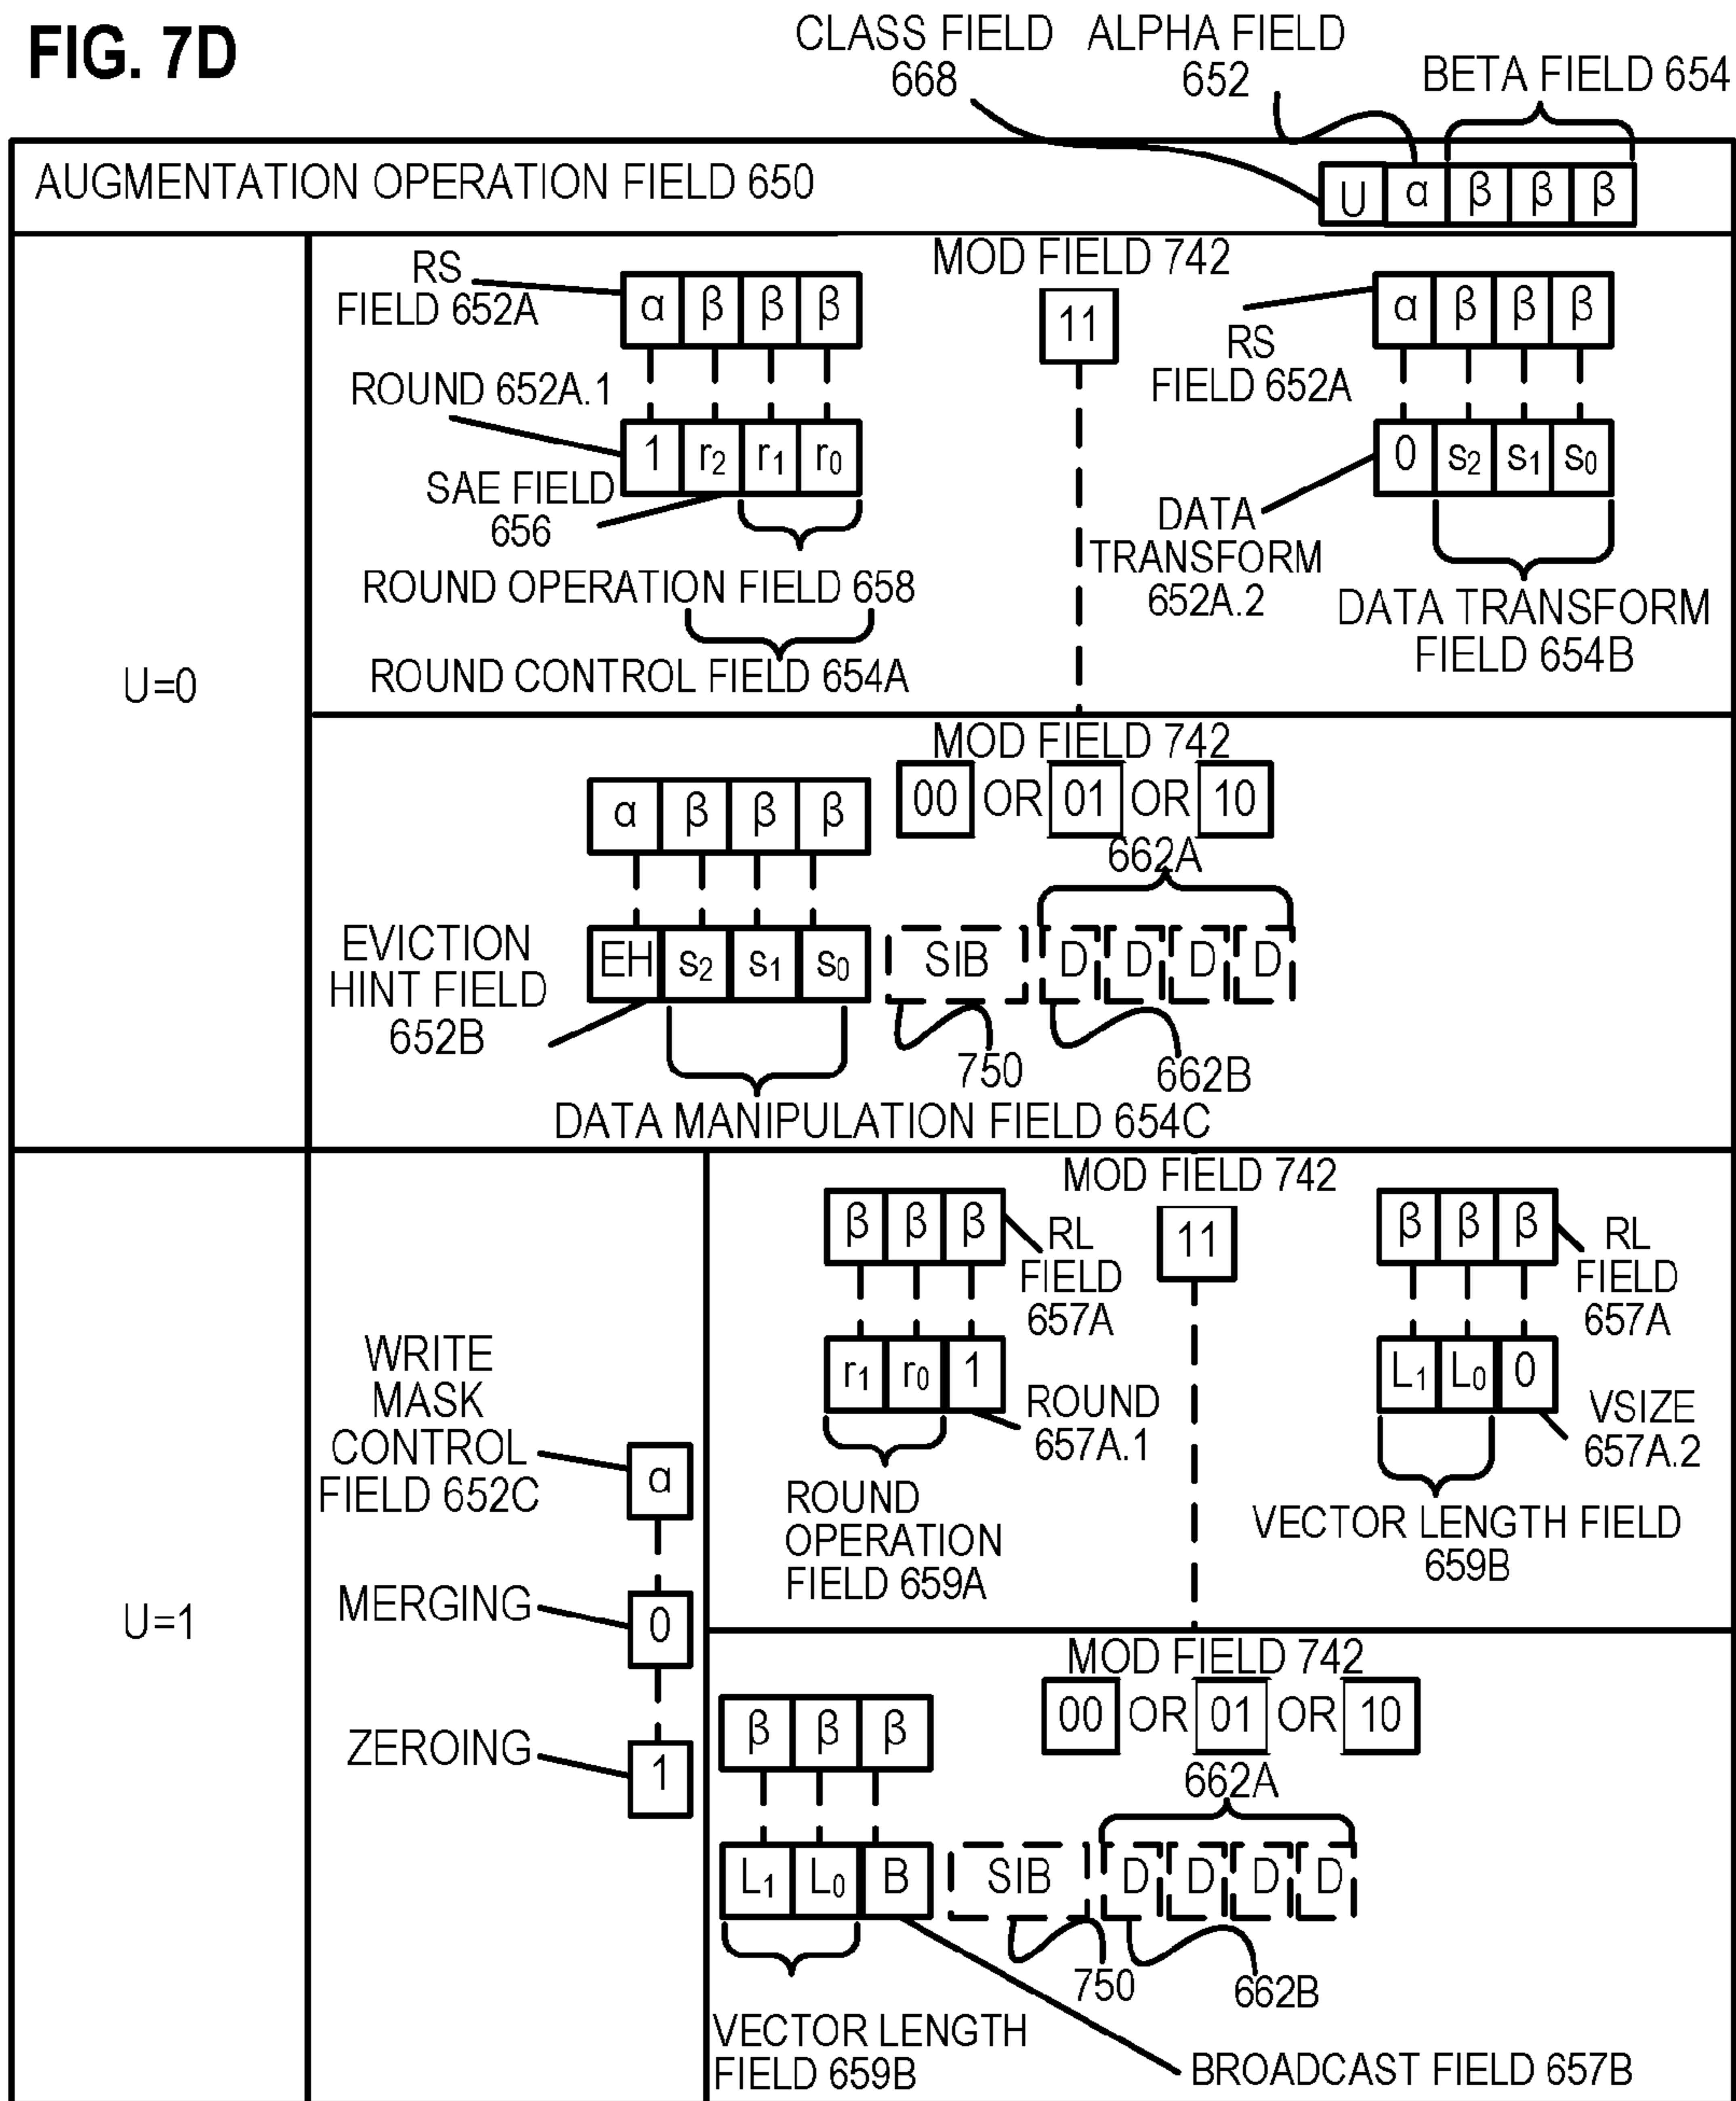 FIG. 7D
CLASS FIELD
668
ALPHA FIELD
652
BETA FIELD 654
AUGMENTATION OPERATION FIELD 650
U α β β β
U=0
RS
FIELD 652A
α β β β
ROUND 652A.1
1 r2 r1 r0
SAE FIELD
656
ROUND OPERATION FIELD 658
ROUND CONTROL FIELD 654A
MOD FIELD 742
11
α β β β
RS
FIELD 652A
0 s2 s1 s0
DATA
TRANSFORM
652A.2
DATA TRANSFORM
FIELD 654B
MOD FIELD 742
00 OR 01 OR 10
α β β β
662A
EVICTION
HINT FIELD
652B
EH s2 s1 s0 SIB D D D D
750
662B
DATA MANIPULATION FIELD 654C
U=1
WRITE
MASK
CONTROL
FIELD 652C
α
MERGING
0
ZEROING
1
MOD FIELD 742
11
β β β
RL
FIELD
657A
r1 r0 1
ROUND
657A.1
ROUND
OPERATION
FIELD 659A
β β β
RL
FIELD
657A
L1 L0 0
VSIZE
657A.2
VECTOR LENGTH FIELD
659B
MOD FIELD 742
00 OR 01 OR 10
β β β
662A
L1 L0 B SIB D D D D
750
662B
VECTOR LENGTH
FIELD 659B
BROADCAST FIELD 657B